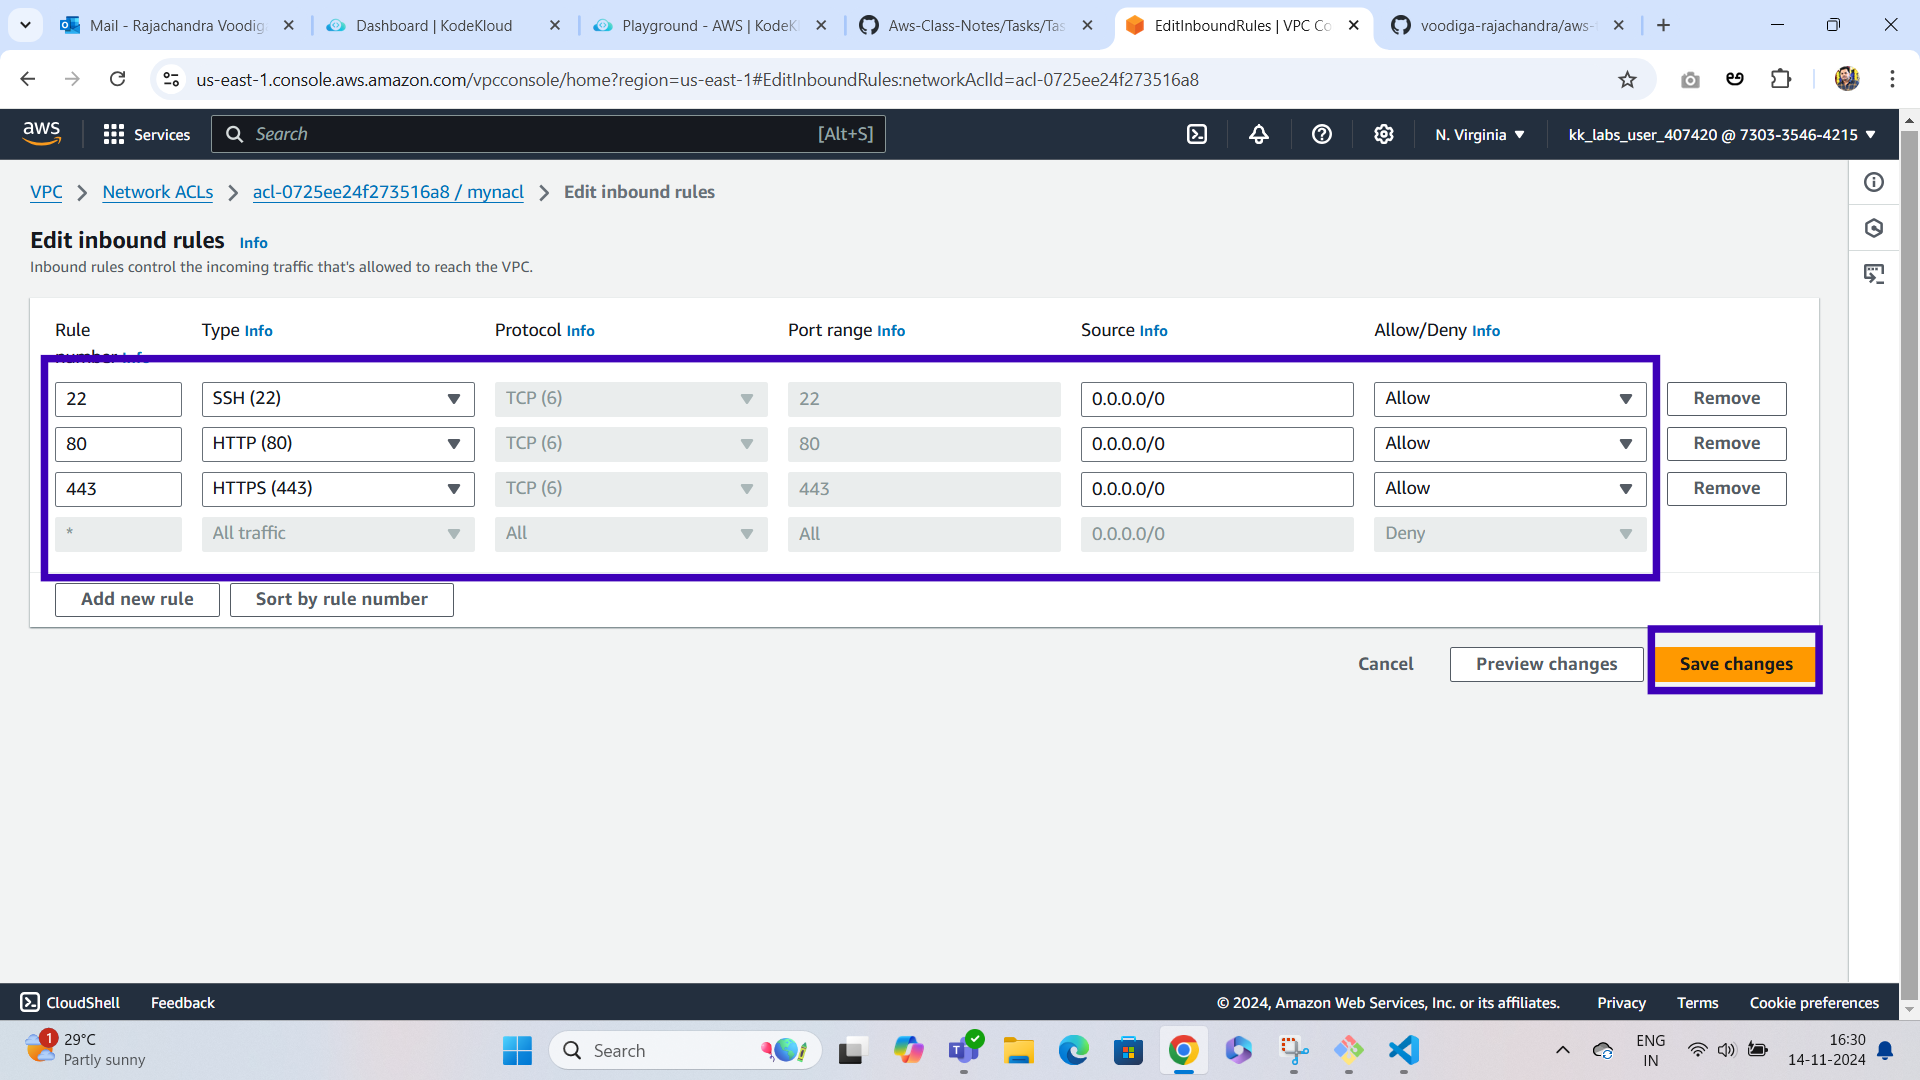 Mail - Rajachandra Voodiga
Dashboard | KodeKloud
Playground - AWS | KodeKl
Aws-Class-Notes/Tasks/Tas
EditInboundRules | VPC Co
voodiga-rajachandra/aws-
us-east-1.console.aws.amazon.com/vpcconsole/home?region=us-east-1#EditInboundRules:networkAclId=acl-0725ee24f273516a8
aws
Services
Search
[Alt+S]
N. Virginia
kk_labs_user_407420 @ 7303-3546-4215
VPC
Network ACLs
acl-0725ee24f273516a8 / mynacl
Edit inbound rules
Edit inbound rules Info
Inbound rules control the incoming traffic that's allowed to reach the VPC.
Rule number Info
Type Info
Protocol Info
Port range Info
Source Info
Allow/Deny Info
22 SSH (22) TCP (6) 22 0.0.0.0/0 Allow Remove
80 HTTP (80) TCP (6) 80 0.0.0.0/0 Allow Remove
443 HTTPS (443) TCP (6) 443 0.0.0.0/0 Allow Remove
* All traffic All All 0.0.0.0/0 Deny
Add new rule
Sort by rule number
Cancel
Preview changes
Save changes
CloudShell
Feedback
© 2024, Amazon Web Services, Inc. or its affiliates.
Privacy
Terms
Cookie preferences
1
29°C
Partly sunny
Search
ENG
IN
16:30
14-11-2024